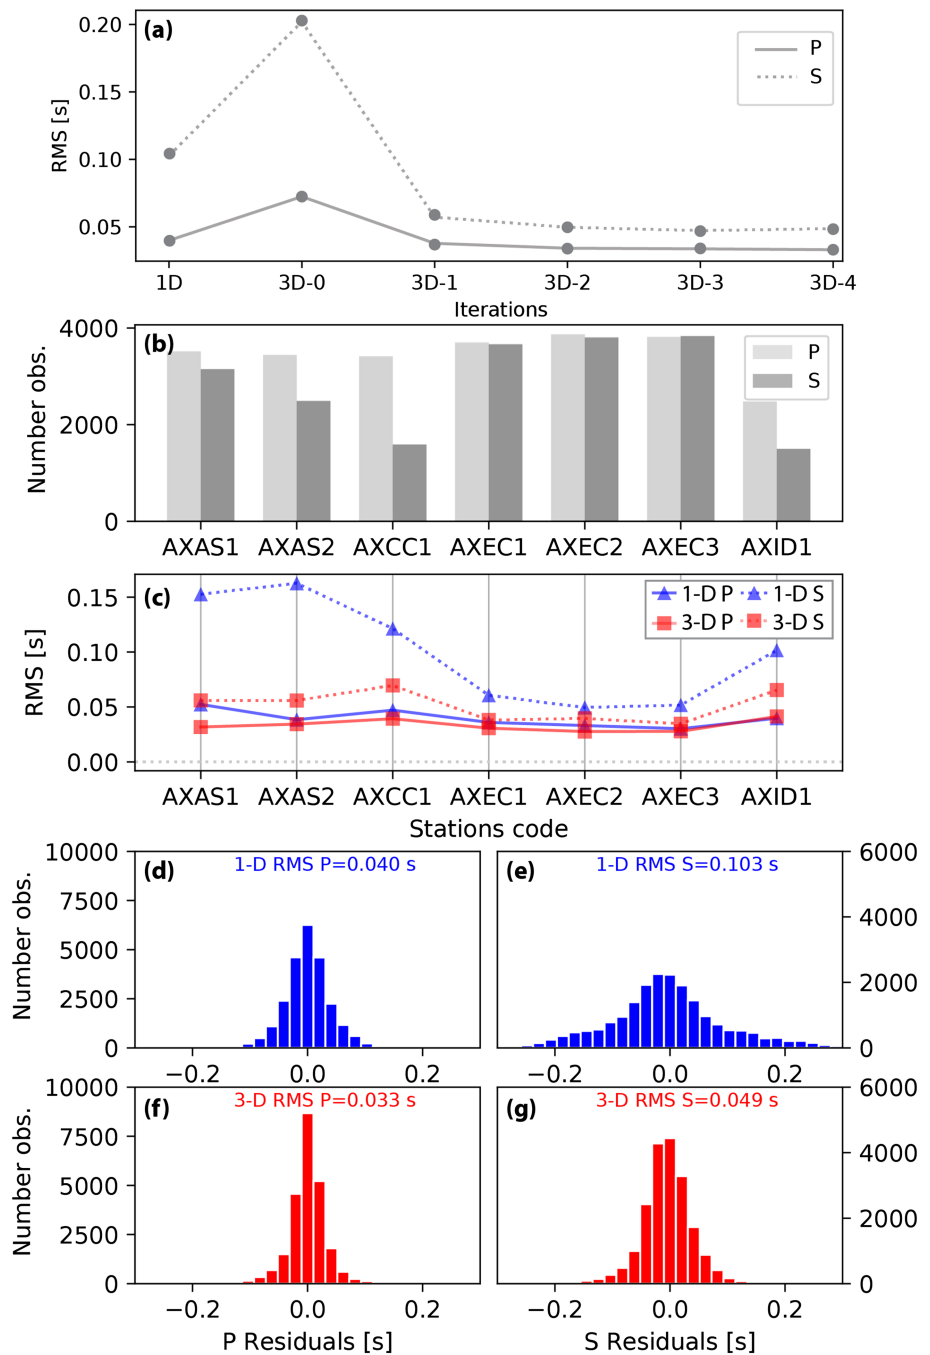 (a)
P
S
0.20
0.15
0.10
0.05
RMS [s]
1D 3D-0 3D-1 3D-2 3D-3 3D-4
Iterations
(b)
P
S
4000
2000
0
Number obs.
AXAS1 AXAS2 AXCC1 AXEC1 AXEC2 AXEC3 AXID1
(c)
1-D P 1-D S
3-D P 3-D S
0.15
0.10
0.05
0.00
RMS [s]
AXAS1 AXAS2 AXCC1 AXEC1 AXEC2 AXEC3 AXID1
Stations code
(d)
1-D RMS P=0.040 s
10000
7500
5000
2500
0
Number obs.
−0.2 0.0 0.2
(e)
1-D RMS S=0.103 s
6000
4000
2000
0
−0.2 0.0 0.2
(f)
3-D RMS P=0.033 s
10000
7500
5000
2500
0
Number obs.
−0.2 0.0 0.2
P Residuals [s]
(g)
3-D RMS S=0.049 s
6000
4000
2000
0
−0.2 0.0 0.2
S Residuals [s]